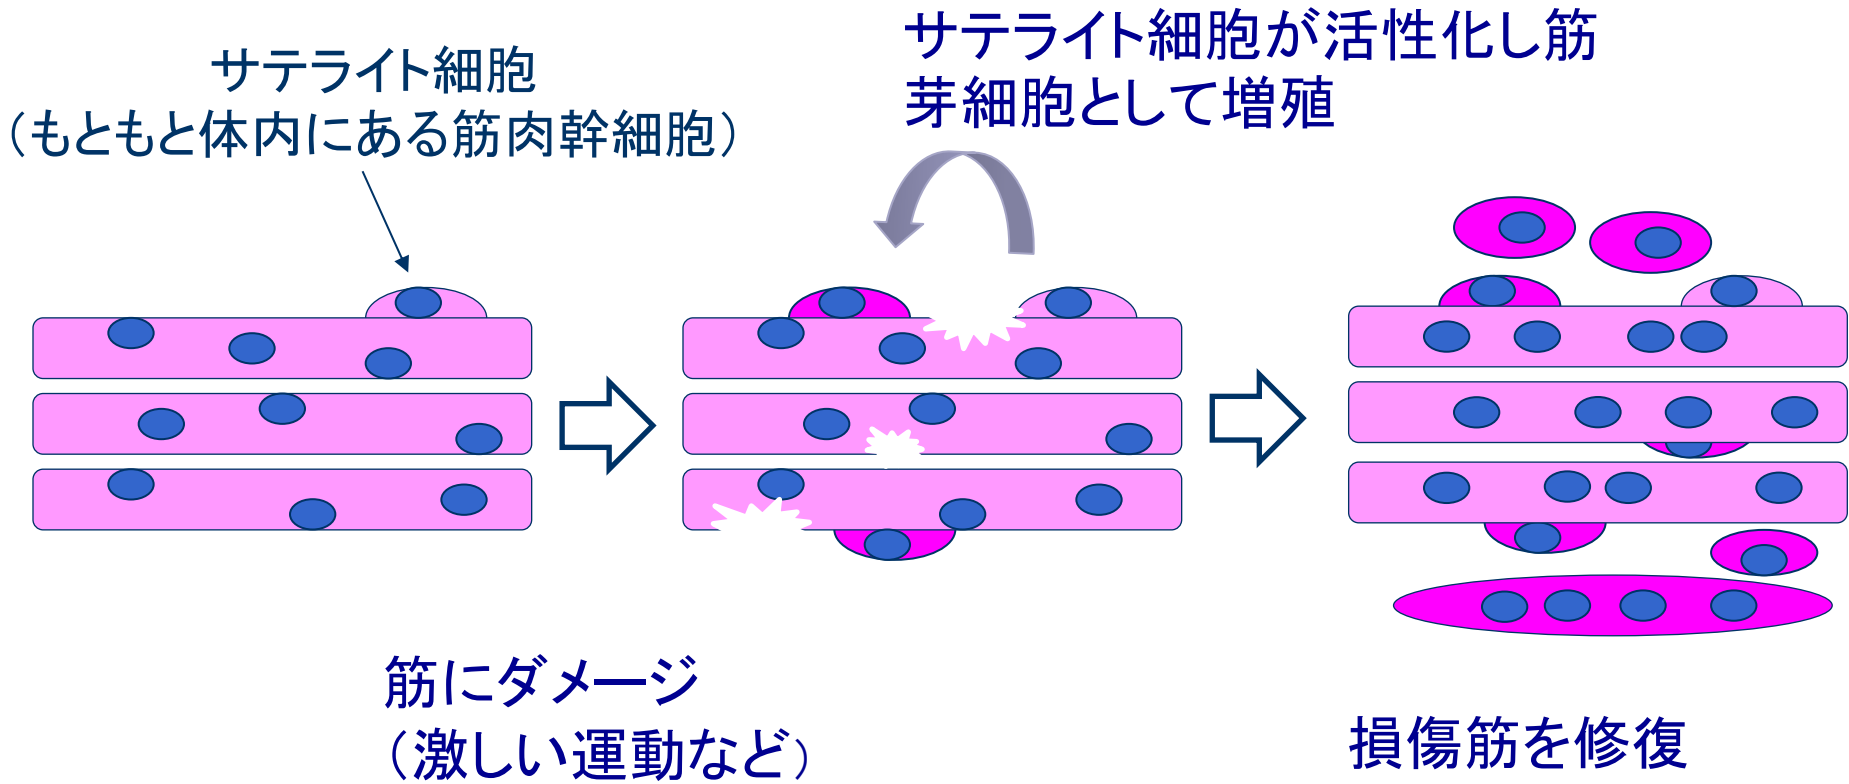 サテライト細胞
（もともと体内にある筋肉幹細胞）
サテライト細胞が活性化し筋
芽細胞として増殖
筋にダメージ
（激しい運動など）
損傷筋を修復